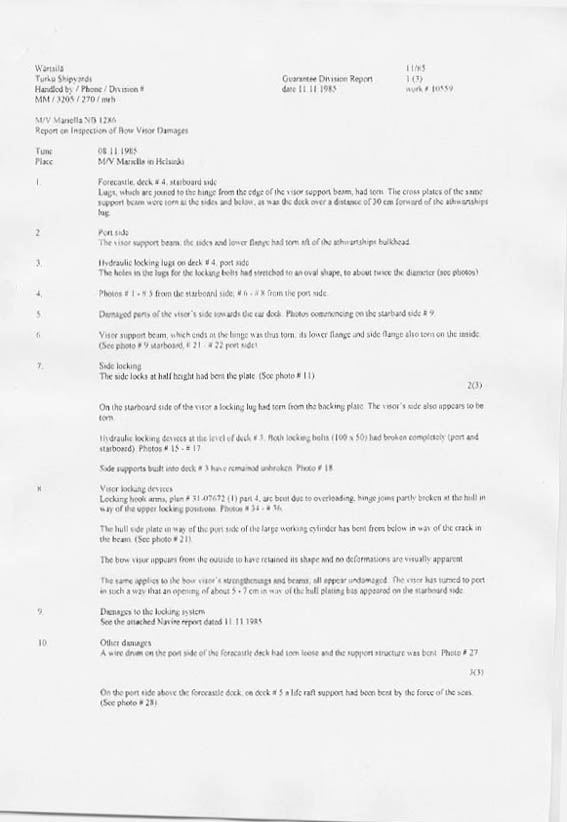 Wärtsilä
Turku Shipyards
Handled by / Phone / Division #
MM / 3205 / 270 / mrh
Guarantee Division Report
date 11.11.1985
11/85
1 (3)
work # 10559
M/V Mariella NB 1286
Report on Inspection of Bow Visor Damages
Time 08.11.1985
Place M/V Mariella in Helsinki
1. Forecastle, deck # 4, starboard side
Lugs, which are joined to the hinge from the edge of the visor support beam, had torn. The cross plates of the same
support beam were torn at the sides and below, as was the deck over a distance of 30 cm forward of the athwartships
lug.
2. Port side
The visor support beam, the sides and lower flange had torn aft of the athwartships bulkhead.
3. Hydraulic locking lugs on deck # 4, port side
The holes in the lugs for the locking bolts had stretched to an oval shape, to about twice the diameter (see photos)
4. Photos # 1 - # 5 from the starboard side, # 6 - # 8 from the port side.
5. Damaged parts of the visor's side towards the car deck. Photos commencing on the starboard side # 9.
6. Visor support beam, which ends at the hinge was thus torn, its lower flange and side flange also torn on the inside.
(See photo # 9 starboard, # 21 - # 22 port side).
7. Side locking
The side locks at half height had bent the plate. (See photo # 11)
2(3)
On the starboard side of the visor a locking lug had torn from the backing plate. The visor's side also appears to be
torn.
Hydraulic locking devices at the level of deck # 3. Both locking bolts (100 x 50) had broken completely (port and
starboard). Photos # 15 - # 17.
Side supports built into deck # 3 have remained unbroken. Photo # 18.
8. Visor locking devices
Locking hook arms, plan # 31-07672 (1) part 4, are bent due to overloading, hinge joins partly broken at the hull in
way of the upper locking positions. Photos # 34 - # 36.
The hull side plate in way of the port side of the large working cylinder has bent from below in way of the crack in
the beam. (See photo # 21).
The bow visor appears from the outside to have retained its shape and no deformations are visually apparent.
The same applies to the bow visor's strengthenings and beams, all appear undamaged. The visor has turned to port
in such a way that an opening of about 5 - 7 cm in way of the hull plating has appeared on the starboard side.
9. Damages to the locking system
See the attached Navire report dated 11.11.1985
10. Other damages
A wire drum on the port side of the forecastle deck had torn loose and the support structure was bent. Photo # 27.
3(3)
On the port side above the forecastle deck, on deck # 5 a life raft support had been bent by the force of the seas.
(See photo # 28).